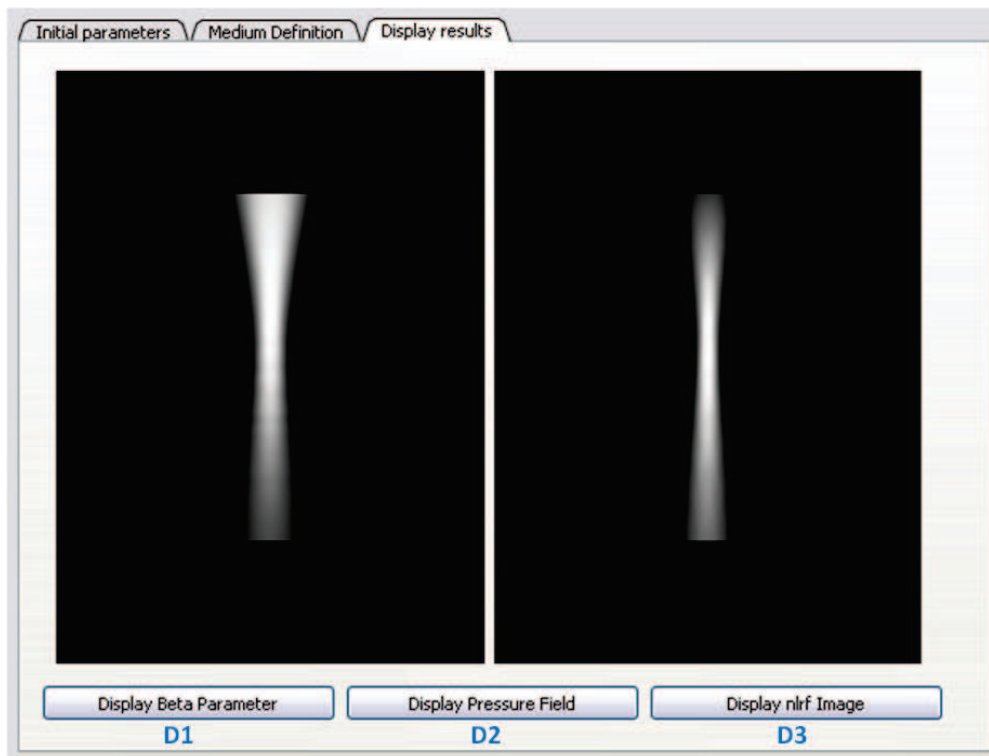 Initial parameters Medium Definition Display results
Display Beta Parameter Display Pressure Field Display nlrf Image
D1 D2 D3